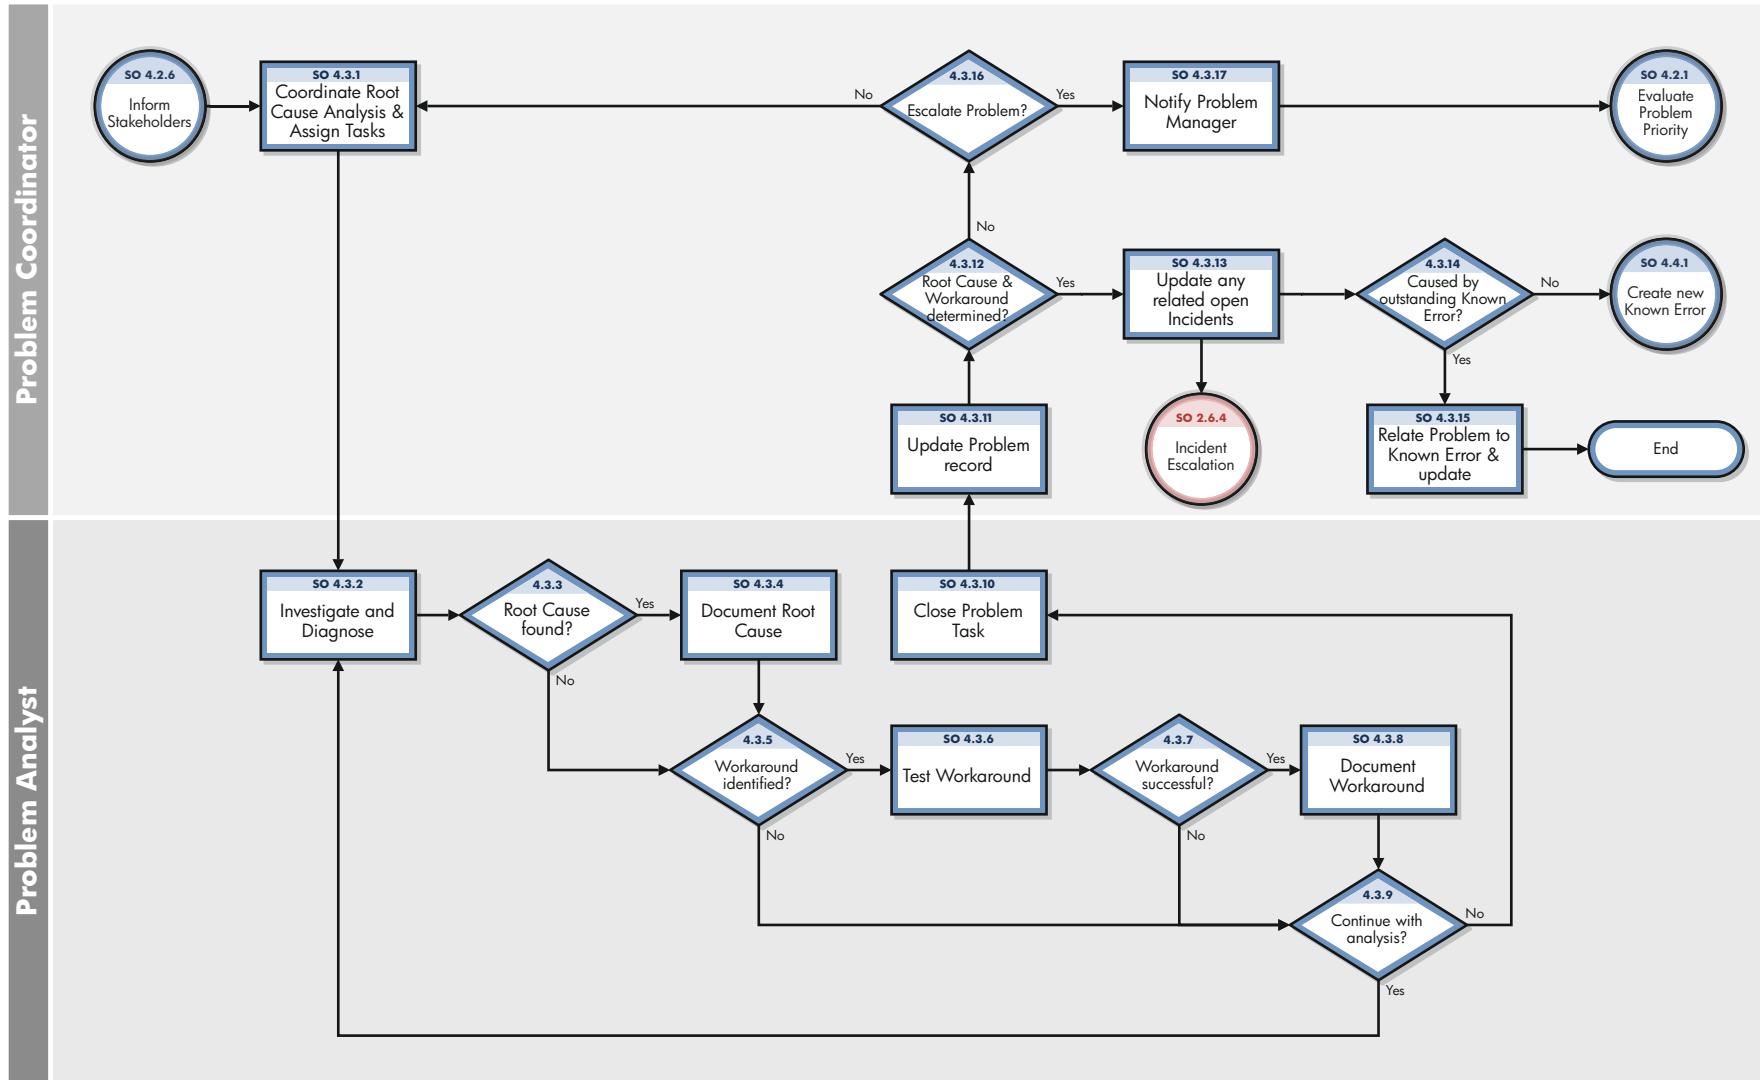 Problem Coordinator
SO 4.2.6
Inform
Stakeholders
SO 4.3.1
Coordinate Root
Cause Analysis &
Assign Tasks
No
4.3.16
Escalate Problem?
Yes
SO 4.3.17
Notify Problem
Manager
SO 4.2.1
Evaluate
Problem
Priority
No
4.3.12
Root Cause &
Workaround
determined?
Yes
SO 4.3.13
Update any
related open
Incidents
4.3.14
Caused by
outstanding Known
Error?
No
SO 4.4.1
Create new
Known Error
Yes
SO 4.3.11
Update Problem
record
SO 2.6.4
Incident
Escalation
SO 4.3.15
Relate Problem to
Known Error &
update
End
Problem Analyst
SO 4.3.2
Investigate and
Diagnose
4.3.3
Root Cause
found?
Yes
No
SO 4.3.4
Document Root
Cause
SO 4.3.10
Close Problem
Task
4.3.5
Workaround
identified?
Yes
No
SO 4.3.6
Test Workaround
4.3.7
Workaround
successful?
Yes
No
SO 4.3.8
Document
Workaround
4.3.9
Continue with
analysis?
No
Yes